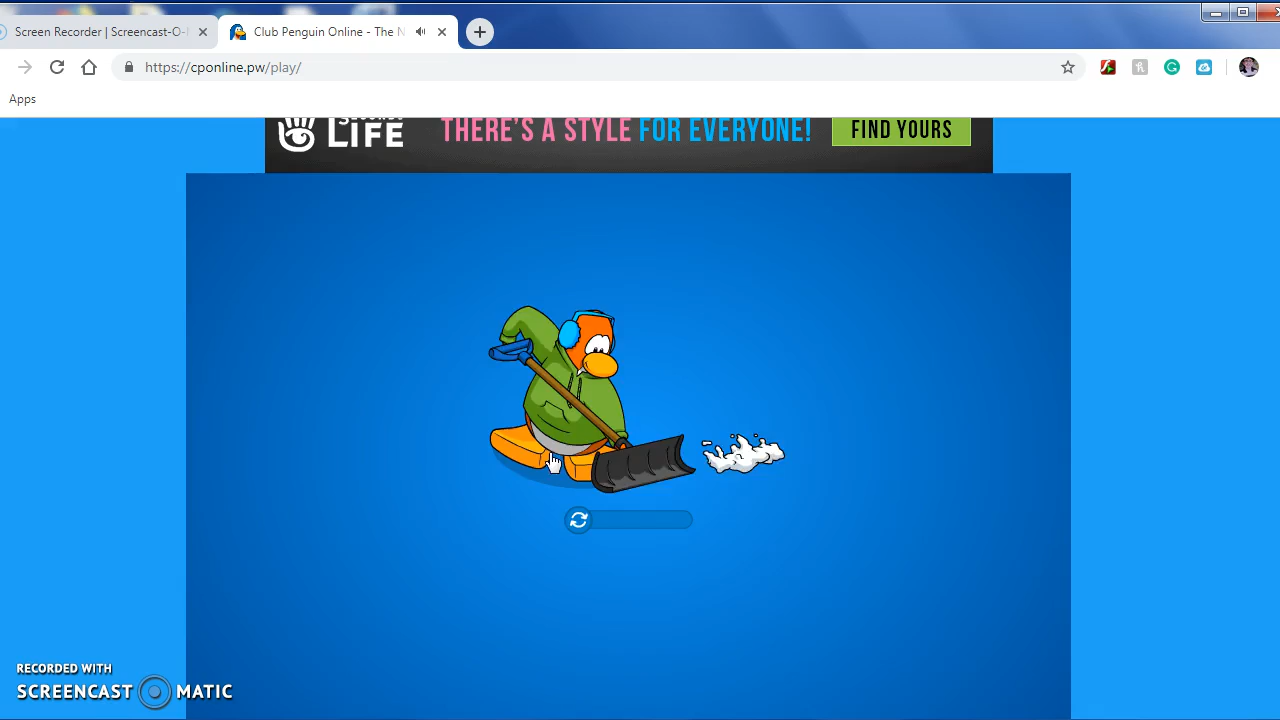 Screen Recorder | Screencast-O-
Club Penguin Online - The N
https://cponline.pw/play/
Apps
LIFE THERE'S A STYLE FOR EVERYONE! FIND YOURS
RECORDED WITH
SCREENCAST MATIC